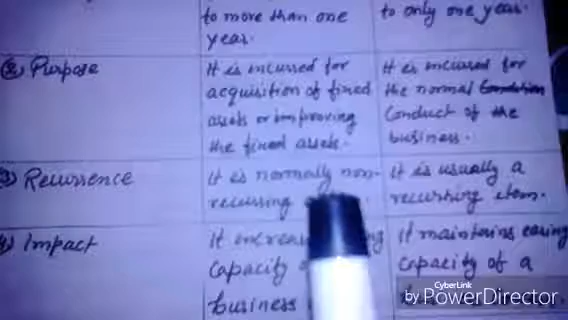 to more than one
year.
to only one year.
(2) Purpose
It is incurred for
acquisition of fixed
assets or improving
the fixed assets.
It is incurred for
the normal
Conduct of the
business.
(3) Recurrence
It is normally non-
recurring
It is usually a
recurring item.
4) Impact
It
capacity
business
It maintains
capacity of a
CyberLink
by PowerDirector